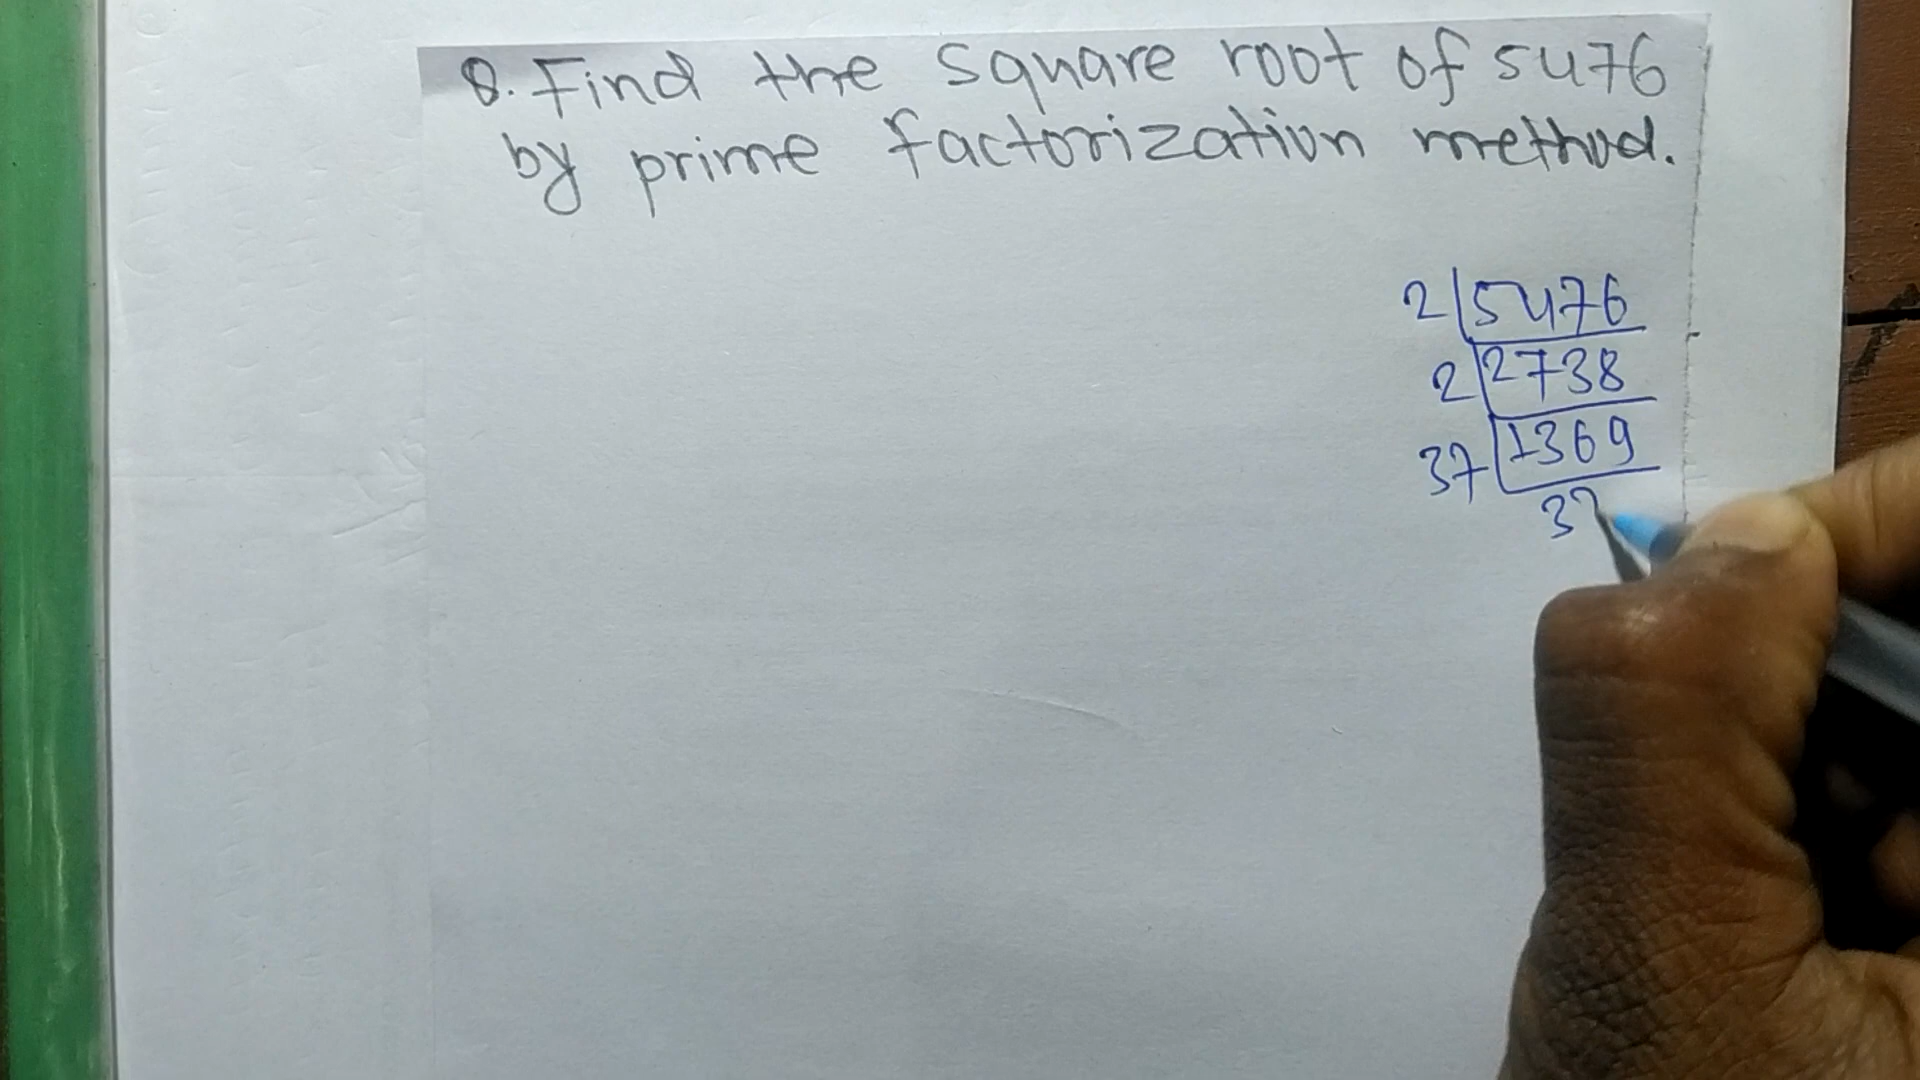 Q. Find the square root of 5476
by prime factorization method.
2 5476
2 2738
37 1369
37